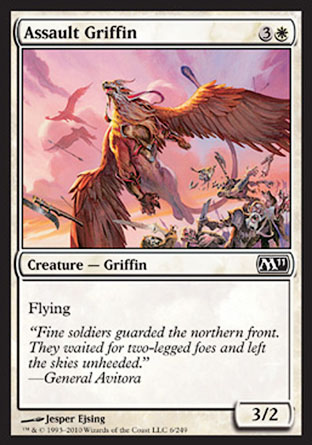 Assault Griffin 3
Creature — Griffin M11
Flying
“Fine soldiers guarded the northern front.
They waited for two-legged foes and left
the skies unheeded.”
—General Avitora
Jesper Ejsing
™ & © 1993–2010 Wizards of the Coast LLC 6/249
3/2